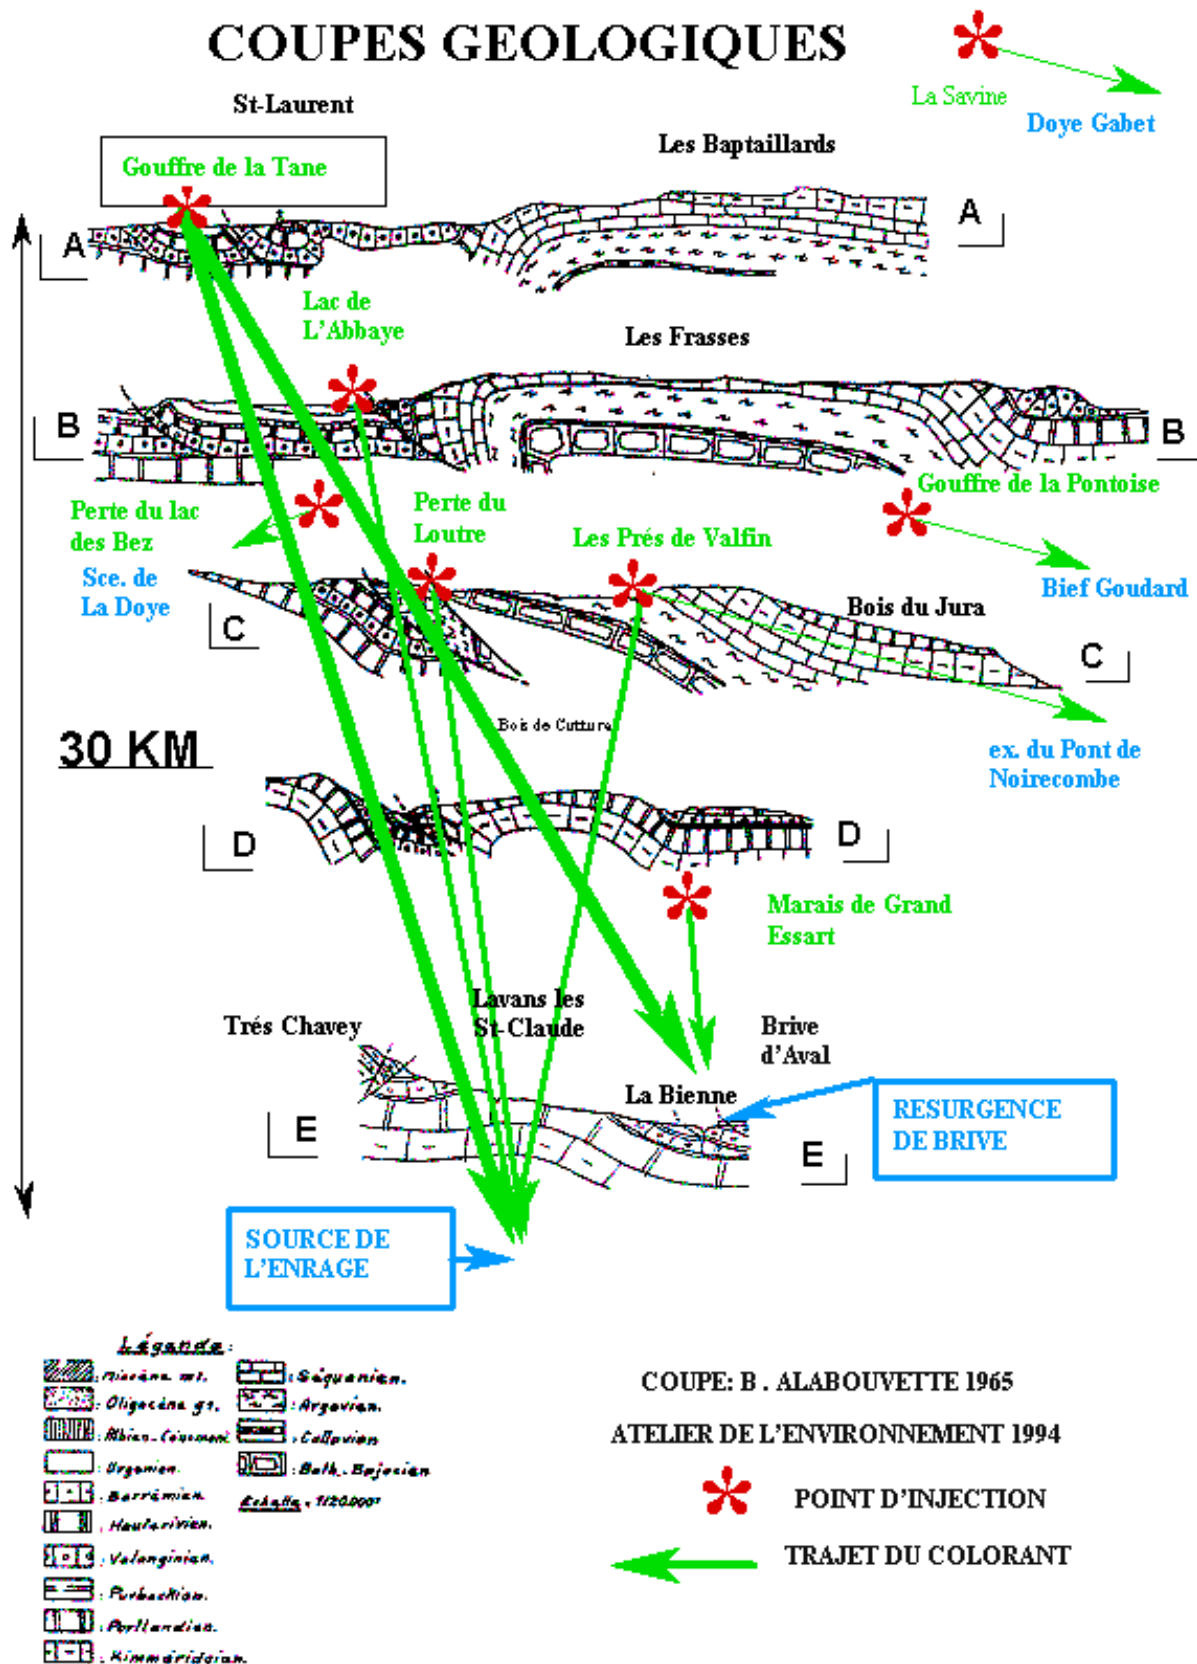 COUPES GEOLOGIQUES
La Savine
Doye Gabet
St-Laurent
Gouffre de la Tane
Les Baptaillards
A
A
Lac de
L'Abbaye
Les Frasses
B
B
Gouffre de la Pontoise
Perte du lac
des Bez
Sce. de
La Doye
Perte du
Loutre
Les Prés de Valfin
Bief Goudard
Bois du Jura
C
C
Bois de Cuttura
30 KM
ex. du Pont de
Noirecombe
D
D
Marais de Grand
Essart
Lavans les
St-Claude
Trés Chavey
Brive
d'Aval
La Bienne
E
E
RESURGENCE
DE BRIVE
SOURCE DE
L'ENRAGE
Légende:
: Miocène
: Oligocène
: Urgonien.
: Barrémien.
: Hauterivien.
: Valanginien.
: Purbeckien.
: Portlandien.
: Kimméridgien.
: Séquanien.
: Argovien.
: Callovien
: Bath-Bajocien
Echelle
COUPE: B . ALABOUVETTE 1965
ATELIER DE L'ENVIRONNEMENT 1994
POINT D'INJECTION
TRAJET DU COLORANT